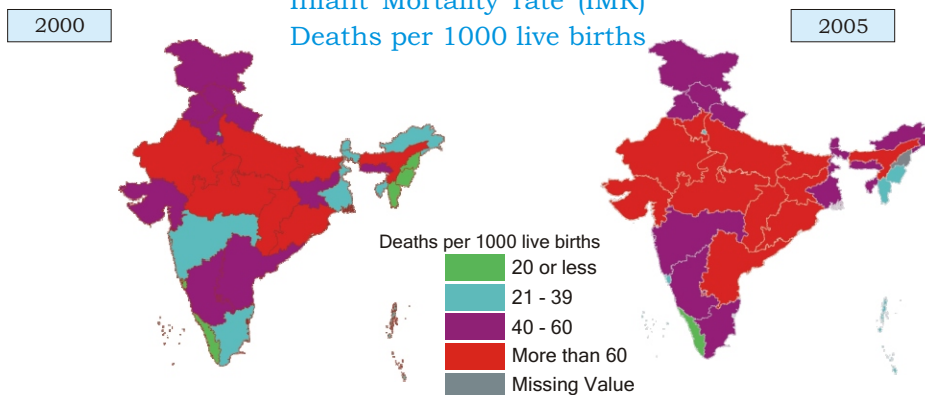 Infant Mortality rate (IMR)
2000
Deaths per 1000 live births
2005
Deaths per 1000 live births
20 or less
21 - 39
40 - 60
More than 60
Missing Value